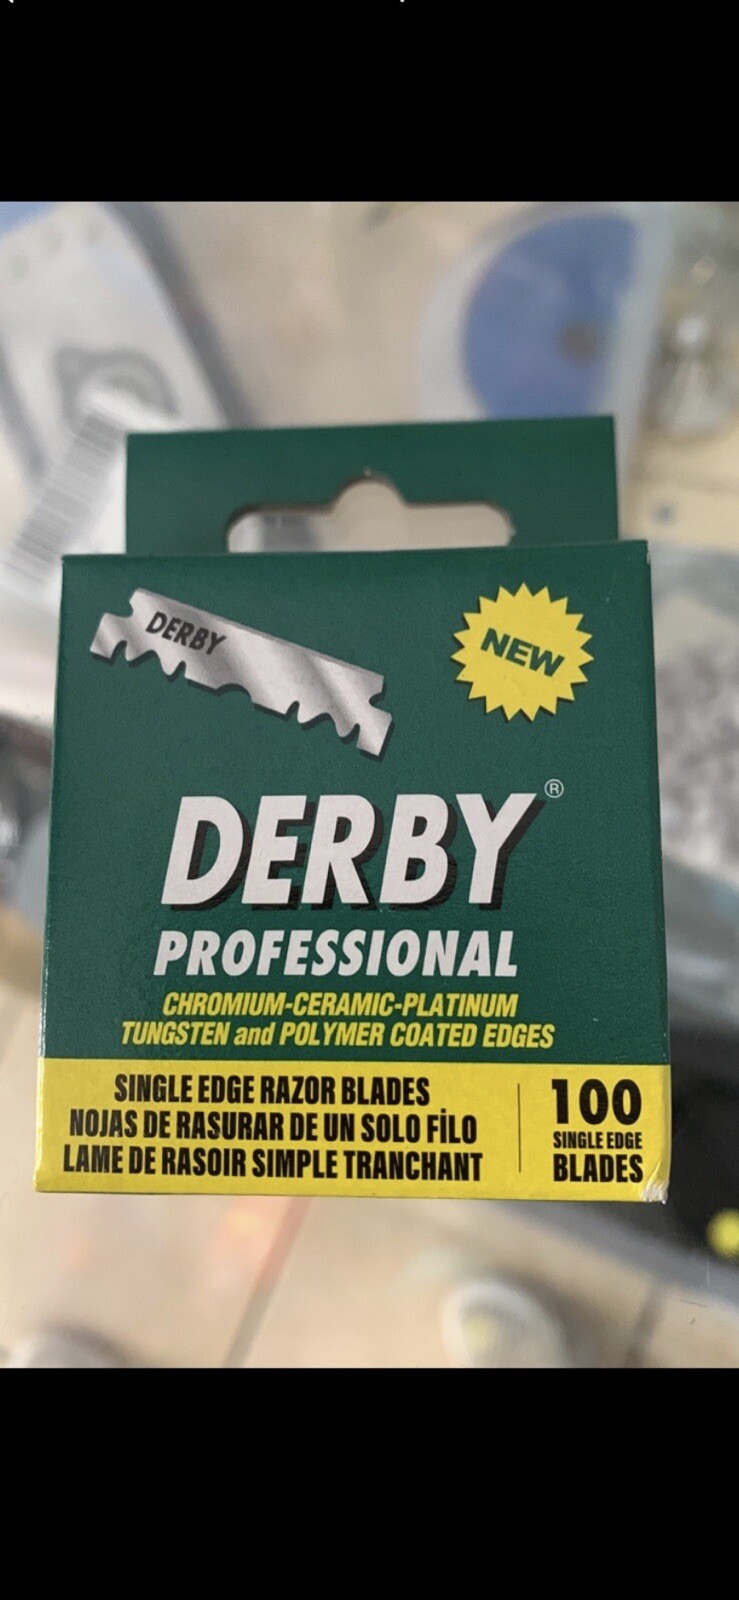 DERBY
NEW
DERBY®
PROFESSIONAL
CHROMIUM-CERAMIC-PLATINUM
TUNGSTEN and POLYMER COATED EDGES
SINGLE EDGE RAZOR BLADES
NOJAS DE RASURAR DE UN SOLO FİLO
LAME DE RASOIR SIMPLE TRANCHANT
100
SINGLE EDGE
BLADES